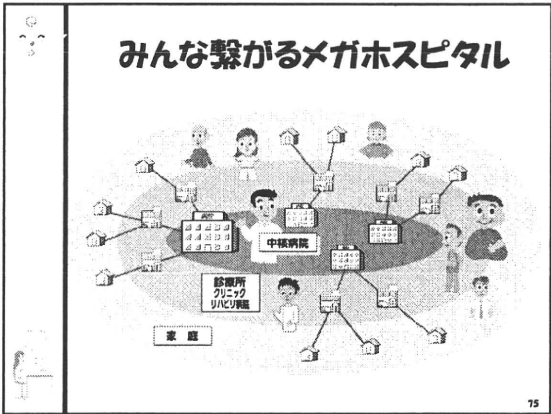 みんな繋がるメガホスピタル
中核病院
診療所
クリニック
リハビリ病院
家庭
75